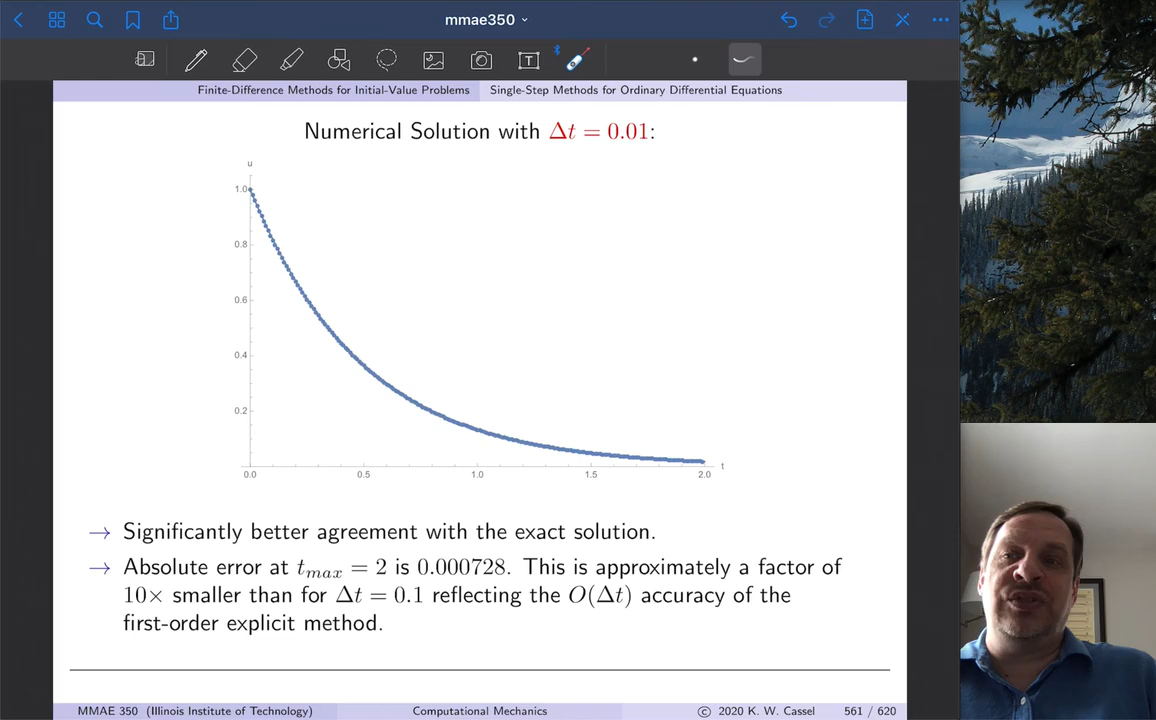 mmae350
T
Finite-Difference Methods for Initial-Value Problems Single-Step Methods for Ordinary Differential Equations
Numerical Solution with Δt = 0.01:
u
1.0
0.8
0.6
0.4
0.2
0.0 0.5 1.0 1.5 2.0 t
→ Significantly better agreement with the exact solution.
→ Absolute error at tmax = 2 is 0.000728. This is approximately a factor of
10× smaller than for Δt = 0.1 reflecting the O(Δt) accuracy of the
first-order explicit method.
MMAE 350 (Illinois Institute of Technology) Computational Mechanics © 2020 K. W. Cassel 561 / 620